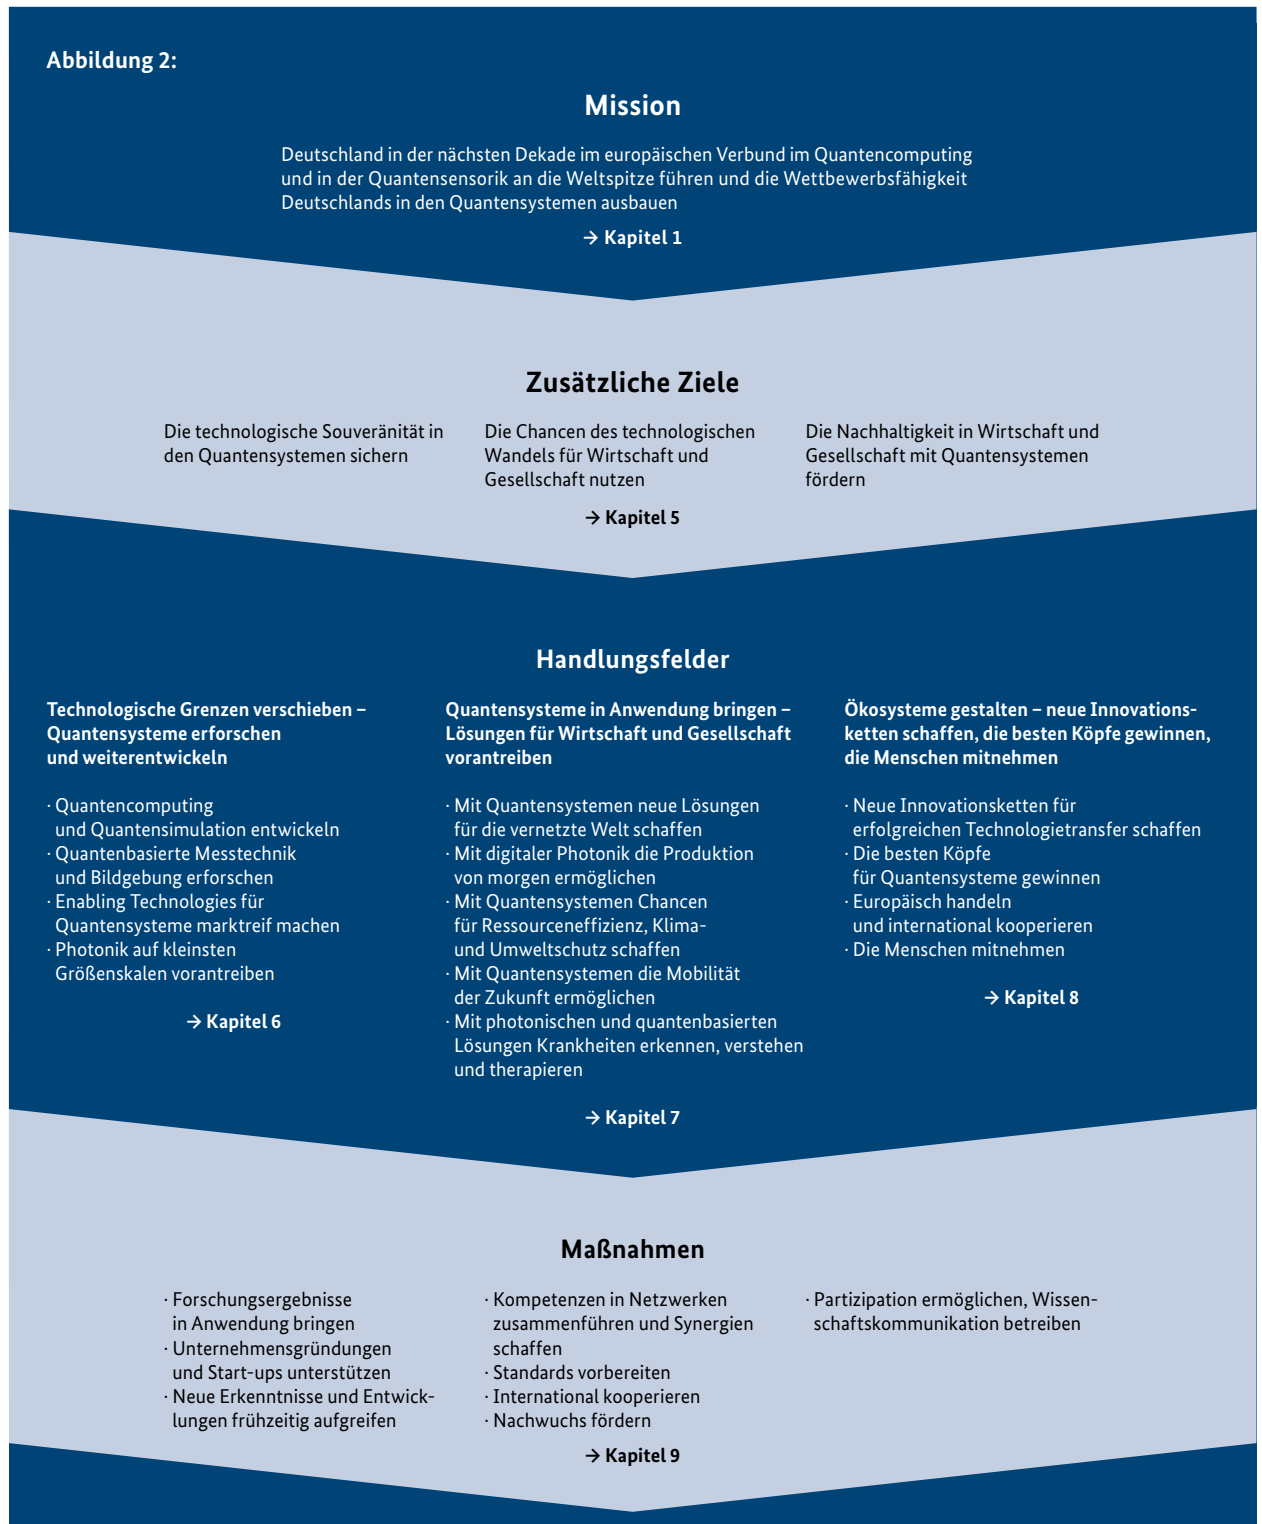 Abbildung 2:
Mission
Deutschland in der nächsten Dekade im europäischen Verbund im Quantencomputing
und in der Quantensensorik an die Weltspitze führen und die Wettbewerbsfähigkeit
Deutschlands in den Quantensystemen ausbauen
→ Kapitel 1
Zusätzliche Ziele
Die technologische Souveränität in
den Quantensystemen sichern
Die Chancen des technologischen
Wandels für Wirtschaft und
Gesellschaft nutzen
Die Nachhaltigkeit in Wirtschaft und
Gesellschaft mit Quantensystemen
fördern
→ Kapitel 5
Handlungsfelder
Technologische Grenzen verschieben –
Quantensysteme erforschen
und weiterentwickeln
· Quantencomputing
und Quantensimulation entwickeln
· Quantenbasierte Messtechnik
und Bildgebung erforschen
· Enabling Technologies für
Quantensysteme marktreif machen
· Photonik auf kleinsten
Größenskalen vorantreiben
→ Kapitel 6
Quantensysteme in Anwendung bringen –
Lösungen für Wirtschaft und Gesellschaft
vorantreiben
· Mit Quantensystemen neue Lösungen
für die vernetzte Welt schaffen
· Mit digitaler Photonik die Produktion
von morgen ermöglichen
· Mit Quantensystemen Chancen
für Ressourceneffizienz, Klima-
und Umweltschutz schaffen
· Mit Quantensystemen die Mobilität
der Zukunft ermöglichen
· Mit photonischen und quantenbasierten
Lösungen Krankheiten erkennen, verstehen
und therapieren
→ Kapitel 7
Ökosysteme gestalten – neue Innovations-
ketten schaffen, die besten Köpfe gewinnen,
die Menschen mitnehmen
· Neue Innovationsketten für
erfolgreichen Technologietransfer schaffen
· Die besten Köpfe
für Quantensysteme gewinnen
· Europäisch handeln
und international kooperieren
· Die Menschen mitnehmen
→ Kapitel 8
Maßnahmen
· Forschungsergebnisse
in Anwendung bringen
· Unternehmensgründungen
und Start-ups unterstützen
· Neue Erkenntnisse und Entwick-
lungen frühzeitig aufgreifen
· Kompetenzen in Netzwerken
zusammenführen und Synergien
schaffen
· Standards vorbereiten
· International kooperieren
· Nachwuchs fördern
· Partizipation ermöglichen, Wissen-
schaftskommunikation betreiben
→ Kapitel 9